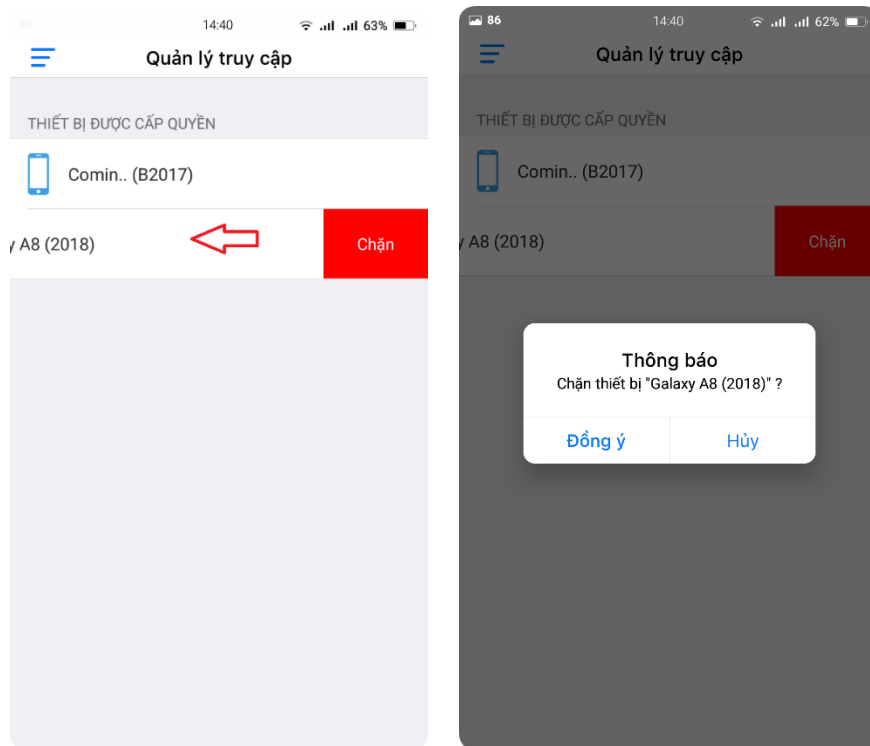 14:40
63%
Quản lý truy cập
THIẾT BỊ ĐƯỢC CẤP QUYỀN
Comin.. (B2017)
y A8 (2018)
Chặn
86
14:40
62%
Quản lý truy cập
THIẾT BỊ ĐƯỢC CẤP QUYỀN
Comin.. (B2017)
y A8 (2018)
Chặn
Thông báo
Chặn thiết bị "Galaxy A8 (2018)" ?
Đồng ý
Hủy